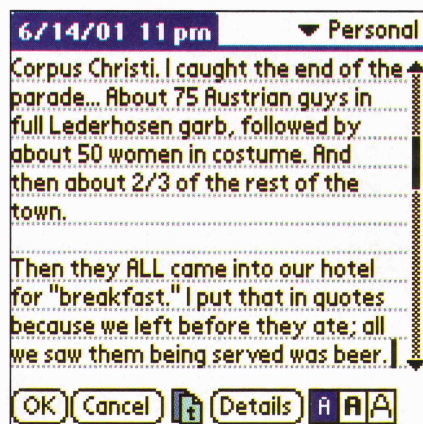 6/14/01 11 pm
Personal
Corpus Christi. I caught the end of the
parade... About 75 Austrian guys in
full Lederhosen garb, followed by
about 50 women in costume. And
then about 2/3 of the rest of the
town.
Then they ALL came into our hotel
for "breakfast." I put that in quotes
because we left before they ate; all
we saw them being served was beer.
OK Cancel t Details A A A